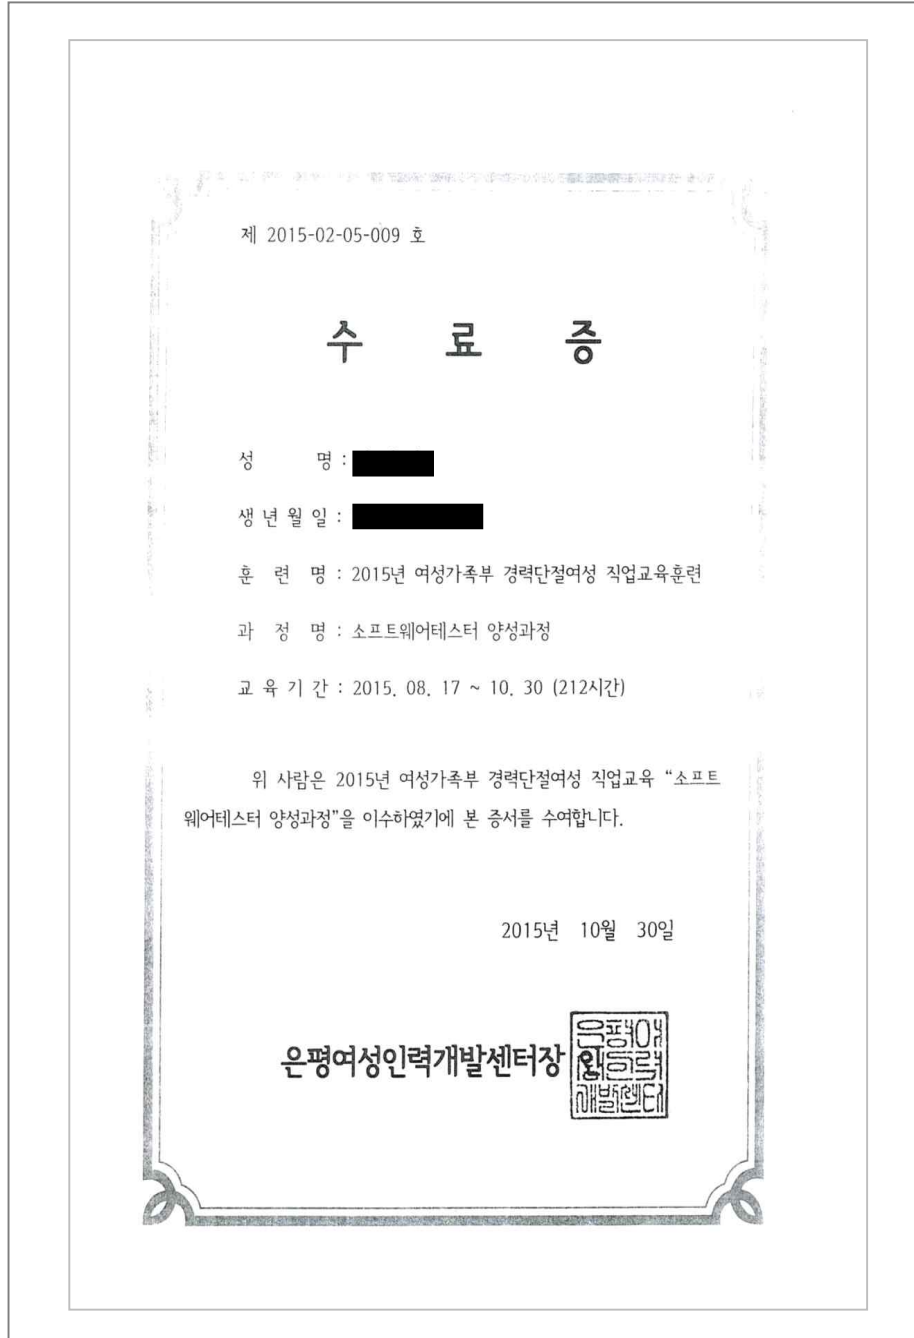 제 2015-02-05-009 호
수 료 증
성 명 :
생 년 월 일 :
훈 련 명 : 2015년 여성가족부 경력단절여성 직업교육훈련
과 정 명 : 소프트웨어테스터 양성과정
교 육 기 간 : 2015. 08. 17 ~ 10. 30 (212시간)
위 사람은 2015년 여성가족부 경력단절여성 직업교육 “소프트
웨어테스터 양성과정”을 이수하였기에 본 증서를 수여합니다.
2015년 10월 30일
은평여성인력개발센터장